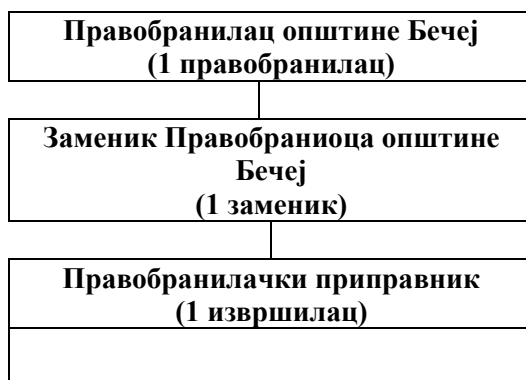 Правобранилац општине Бечеј
(1 правобранилац)
Заменик Правобраниоца општине
Бечеј
(1 заменик)
Правобранилачки приправник
(1 извршилац)